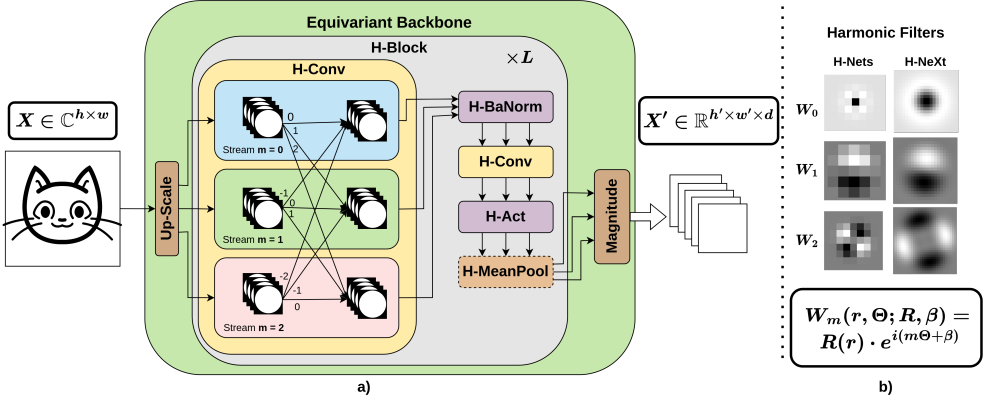 Equivariant Backbone
H-Block
× L
H-Conv
X ∈ ℂ^{h×w}
Up-Scale
0
1
2
Stream m = 0
-1
0
1
Stream m = 1
-2
-1
0
Stream m = 2
H-BaNorm
H-Conv
H-Act
H-MeanPool
Magnitude
X′ ∈ ℝ^{h′×w′×d}
a)
Harmonic Filters
H-Nets
H-NeXt
W_0
W_1
W_2
W_m(r, Θ; R, β) =
R(r) · e^{i(mΘ+β)}
b)